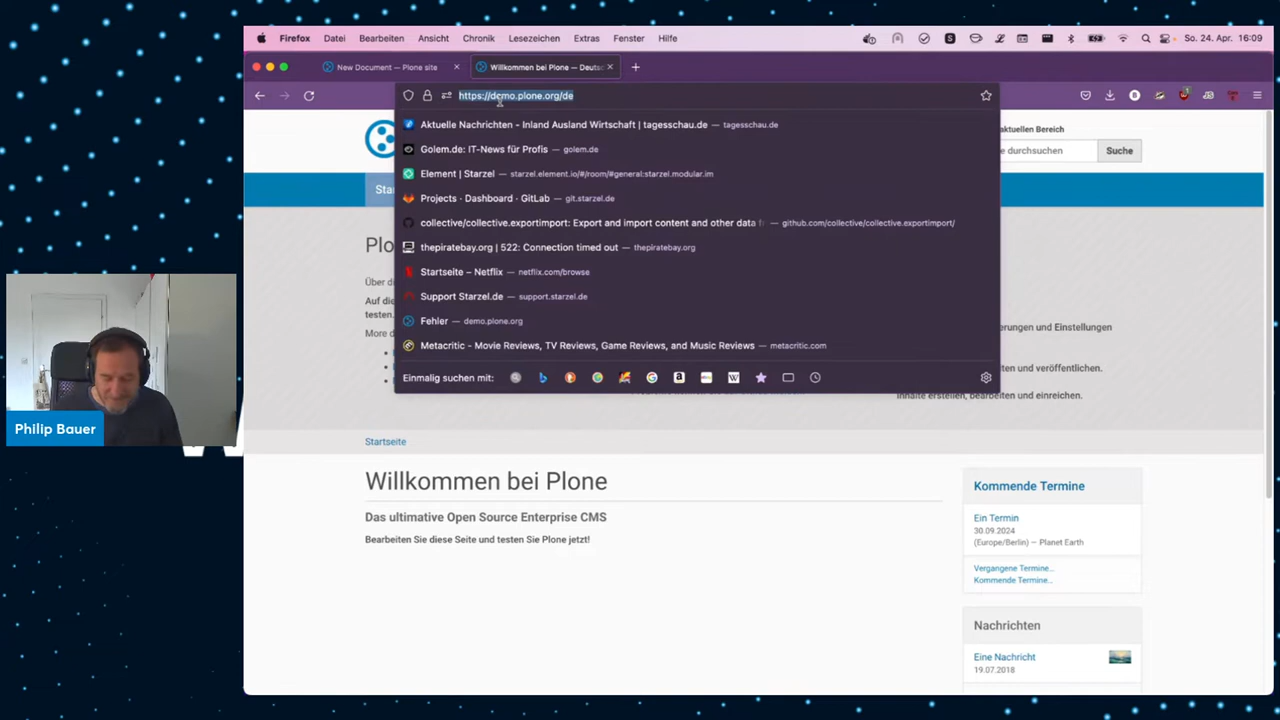 Firefox Datei Bearbeiten Ansicht Chronik Lesezeichen Extras Fenster Hilfe So. 24. Apr. 16:09
New Document — Plone site
Willkommen bei Plone — Deutsc
https://demo.plone.org/de
Aktuelle Nachrichten - Inland Ausland Wirtschaft | tagesschau.de — tagesschau.de
Golem.de: IT-News für Profis — golem.de
Element | Starzel — starzel.element.io/#/room/#general:starzel.modular.im
Projects · Dashboard · GitLab — git.starzel.de
collective/collective.exportimport: Export and import content and other data f — github.com/collective/collective.exportimport/
thepiratebay.org | 522: Connection timed out — thepiratebay.org
Startseite – Netflix — netflix.com/browse
Support Starzel.de — support.starzel.de
Fehler — demo.plone.org
Metacritic - Movie Reviews, TV Reviews, Game Reviews, and Music Reviews — metacritic.com
Einmalig suchen mit:
aktuellen Bereich
e durchsuchen Suche
Sta
Plo
Über di
Auf die
testen.
More d
erungen und Einstellungen
ten und veröffentlichen.
Inhalte erstellen, bearbeiten und einreichen.
Philip Bauer
Startseite
Willkommen bei Plone
Das ultimative Open Source Enterprise CMS
Bearbeiten Sie diese Seite und testen Sie Plone jetzt!
Kommende Termine
Ein Termin
30.09.2024
(Europe/Berlin) — Planet Earth
Vergangene Termine...
Kommende Termine...
Nachrichten
Eine Nachricht
19.07.2018